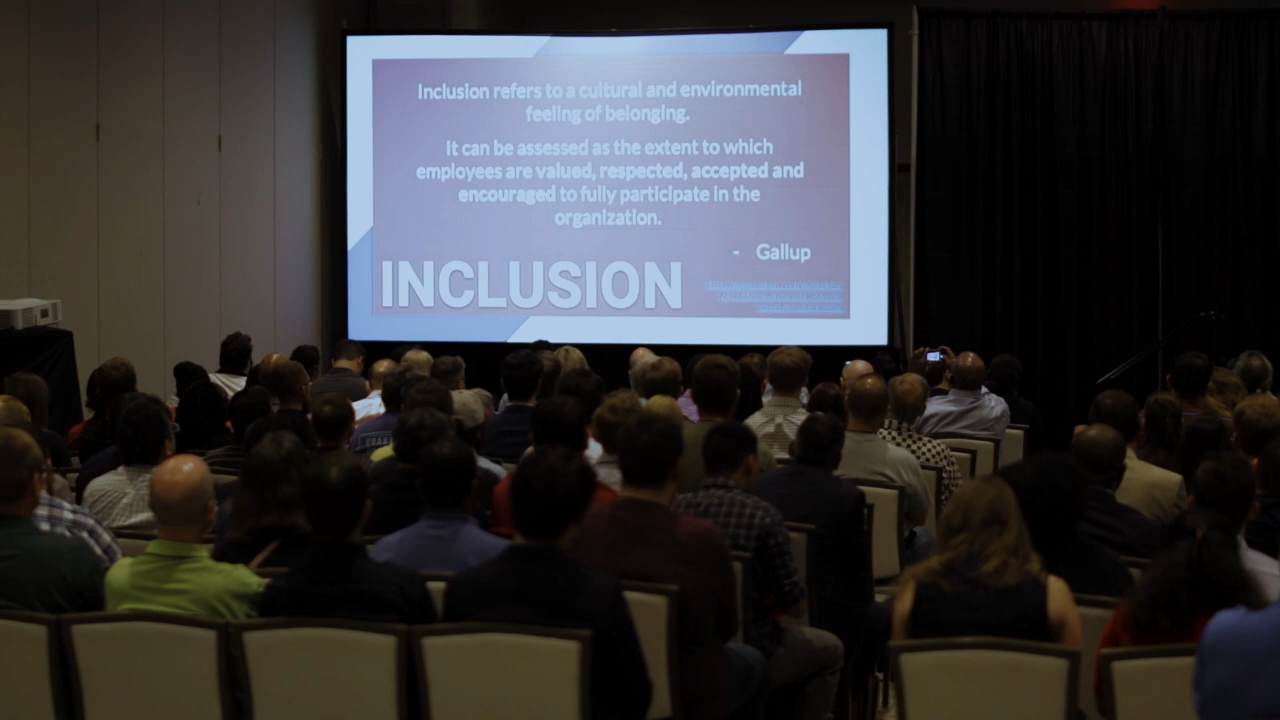 Inclusion refers to a cultural and environmental
feeling of belonging.
It can be assessed as the extent to which
employees are valued, respected, accepted and
encouraged to fully participate in the
organization.
- Gallup
INCLUSION